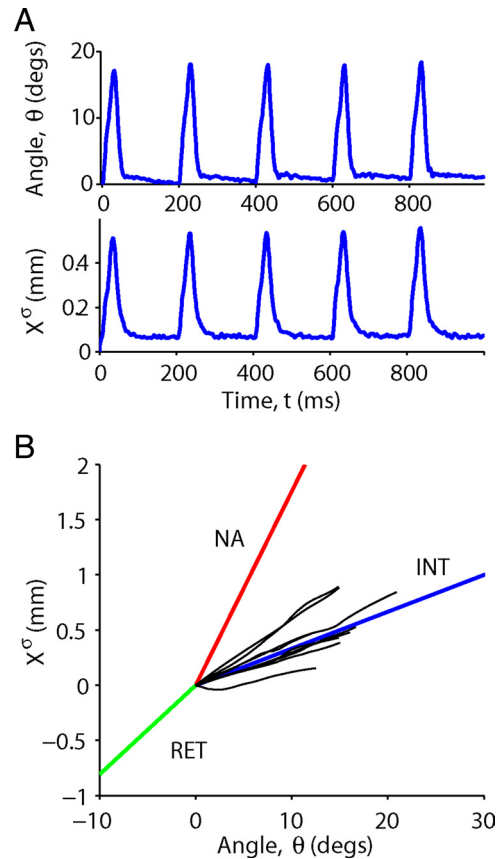 A
20
10
0
Angle, θ (degs)
0 200 400 600 800
0.4
0.2
0
X^σ (mm)
0 200 400 600 800
Time, t (ms)
B
2
1.5
1
0.5
0
−0.5
−1
X^σ (mm)
NA
INT
RET
−10 0 10 20 30
Angle, θ (degs)